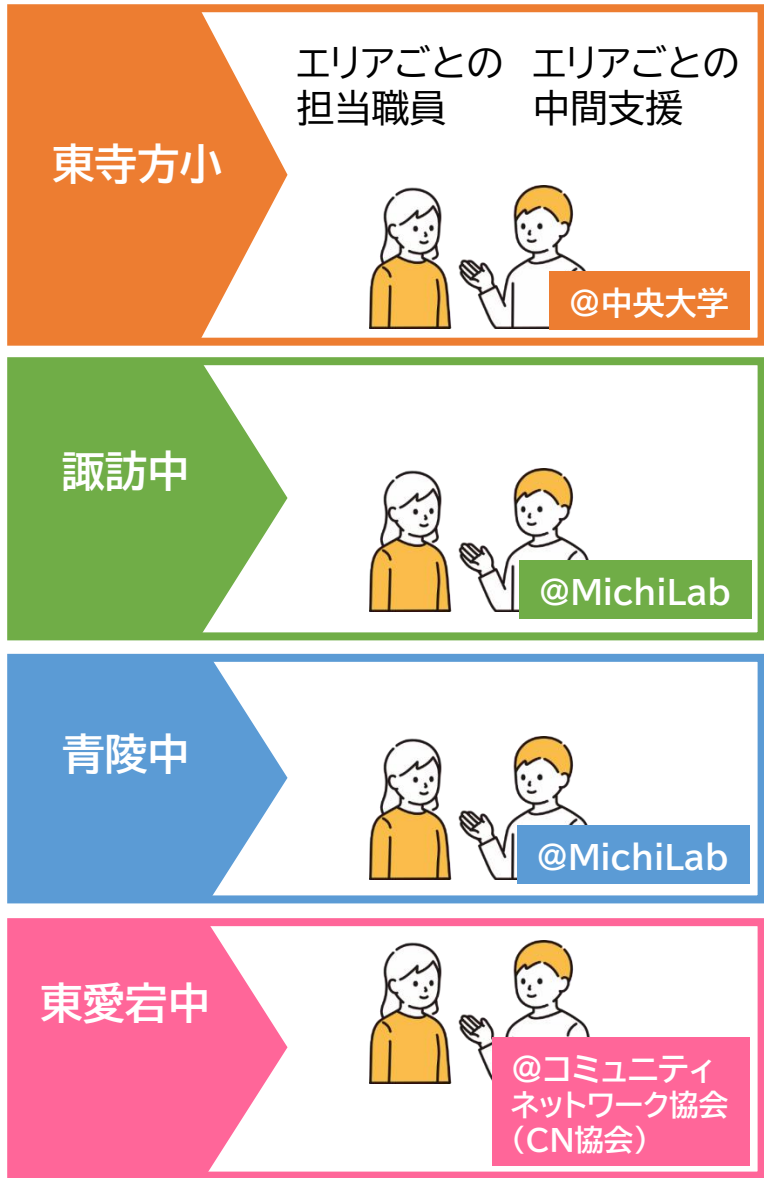 東寺方小
エリアごとの
担当職員
エリアごとの
中間支援
@中央大学
諏訪中
@MichiLab
青陵中
@MichiLab
東愛宕中
@コミュニティ
ネットワーク協会
(CN協会)